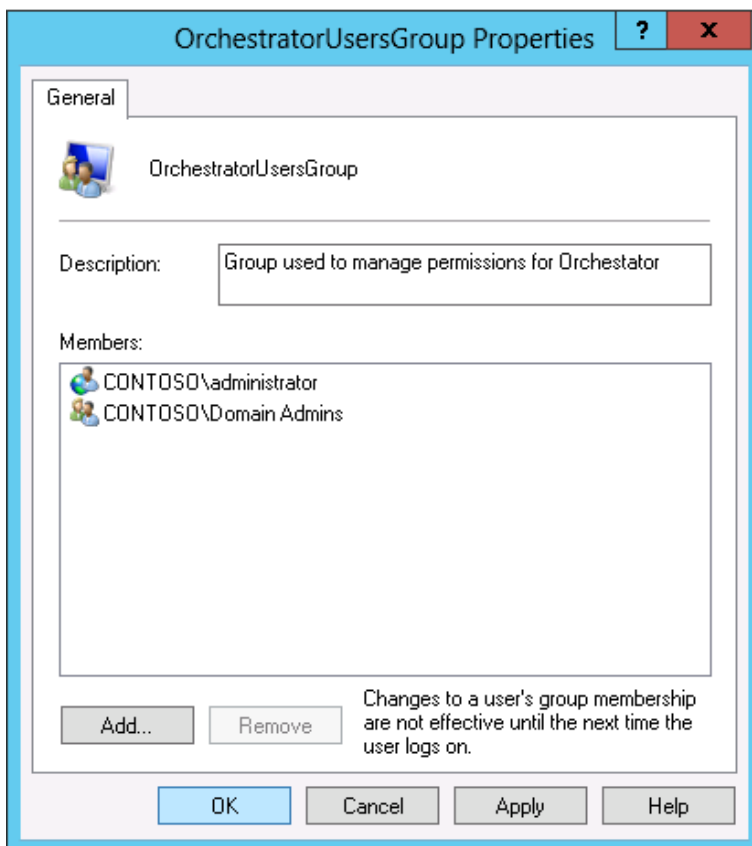 OrchestratorUsersGroup Properties
?
x
General
OrchestratorUsersGroup
Description:
Group used to manage permissions for Orchestator
Members:
CONTOSO\administrator
CONTOSO\Domain Admins
Add...
Remove
Changes to a user's group membership
are not effective until the next time the
user logs on.
OK
Cancel
Apply
Help